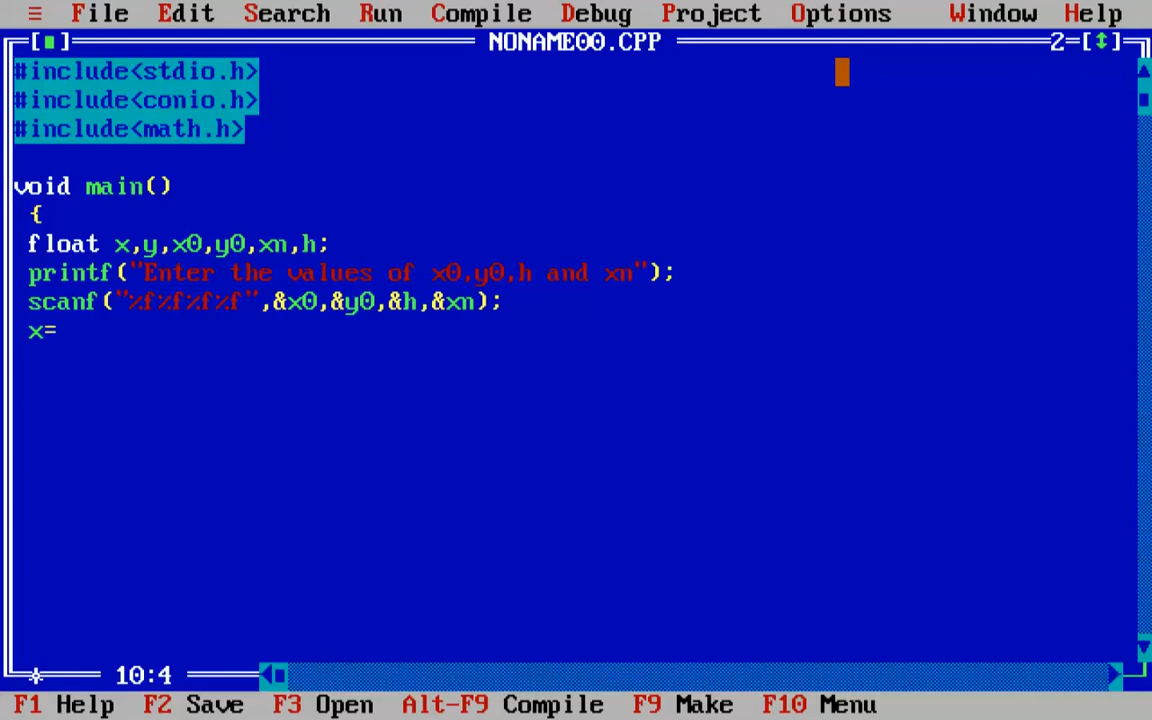 ≡ File Edit Search Run Compile Debug Project Options Window Help
[■] NONAME00.CPP 2=[↕]
#include<stdio.h>
#include<conio.h>
#include<math.h>
void main()
{
float x,y,x0,y0,xn,h;
printf("Enter the values of x0,y0,h and xn");
scanf("%f%f%f%f",&x0,&y0,&h,&xn);
x=
10:4
F1 Help F2 Save F3 Open Alt-F9 Compile F9 Make F10 Menu